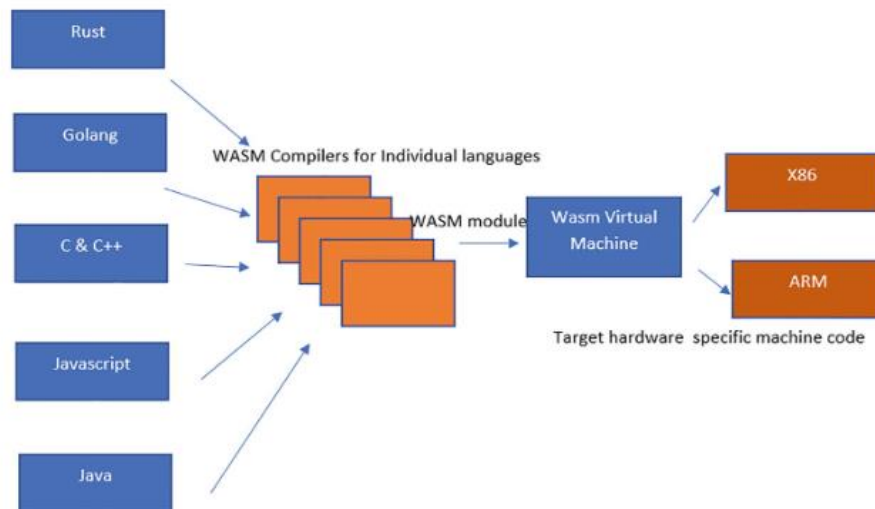 Rust
Golang
C & C++
Javascript
Java
WASM Compilers for Individual languages
WASM module
Wasm Virtual
Machine
X86
ARM
Target hardware specific machine code